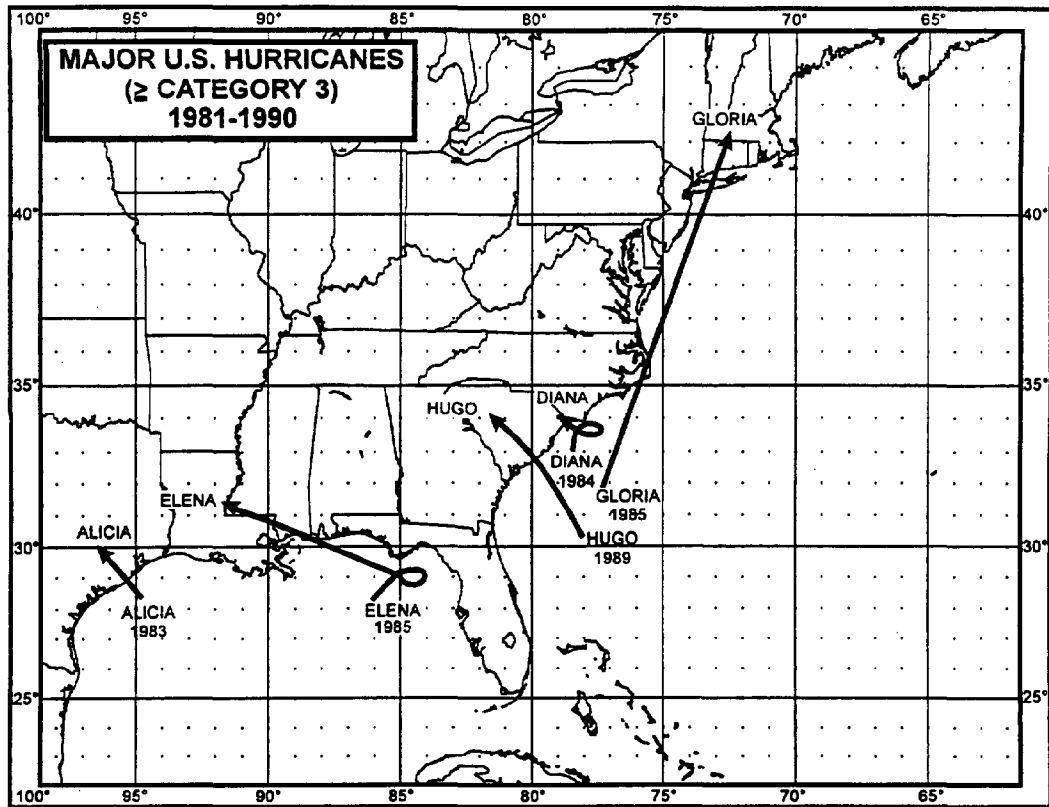 100° 95° 90° 85° 80° 75° 70° 65°
MAJOR U.S. HURRICANES
(≥ CATEGORY 3)
1981-1990
GLORIA
40° 40°
35° 35°
HUGO DIANA
DIANA
1984
ELENA GLORIA
1985
ALICIA HUGO
1989
30° 30°
ALICIA
1983
ELENA
1985
25° 25°
100° 95° 90° 85° 80 75° 70° 65°